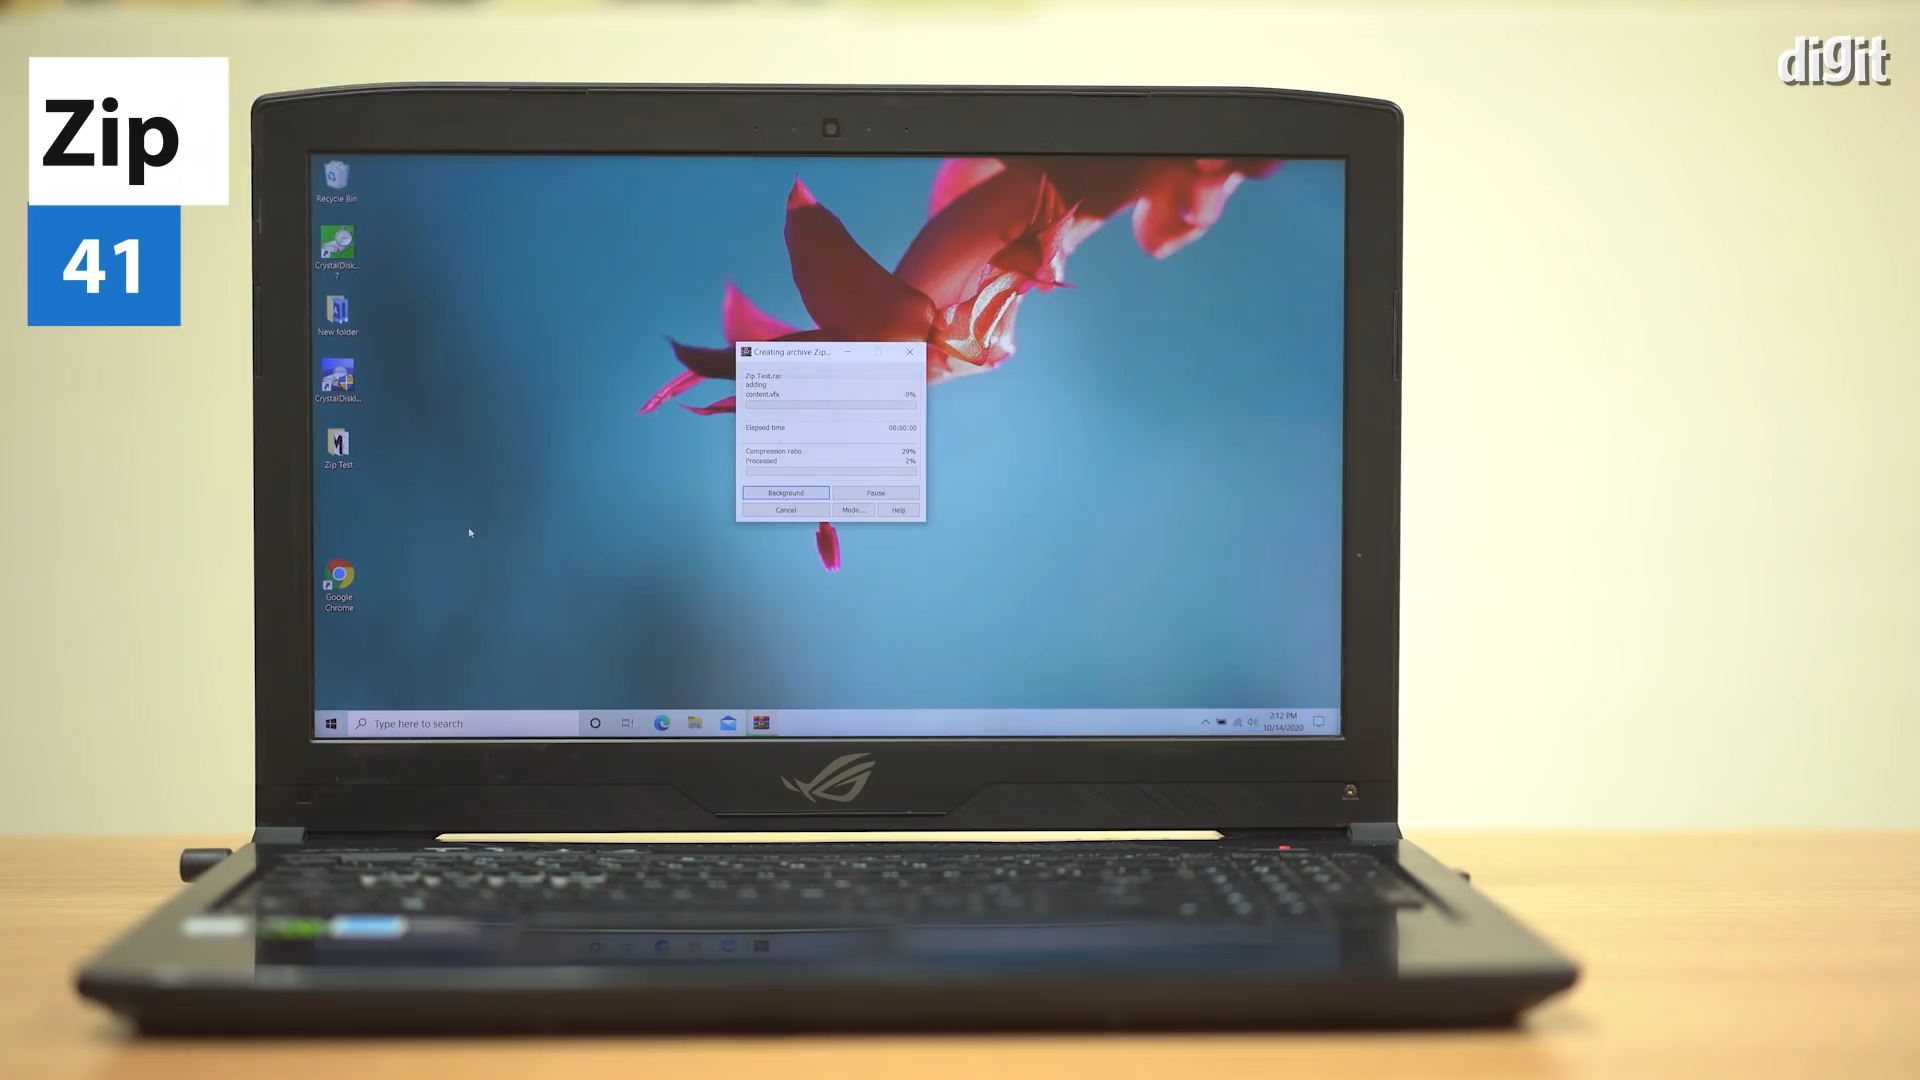 Zip
41
digit
Recycle Bin
CrystalDisk...
7
New folder
CrystalDiskI...
Zip Test
Google
Chrome
Creating archive Zip...
Zip Test.rar
adding
content.vfx 0%
Elapsed time 00:00:00
Compression ratio 29%
Processed 2%
Background Pause
Cancel Mode... Help
Type here to search
2:12 PM
10/14/2020